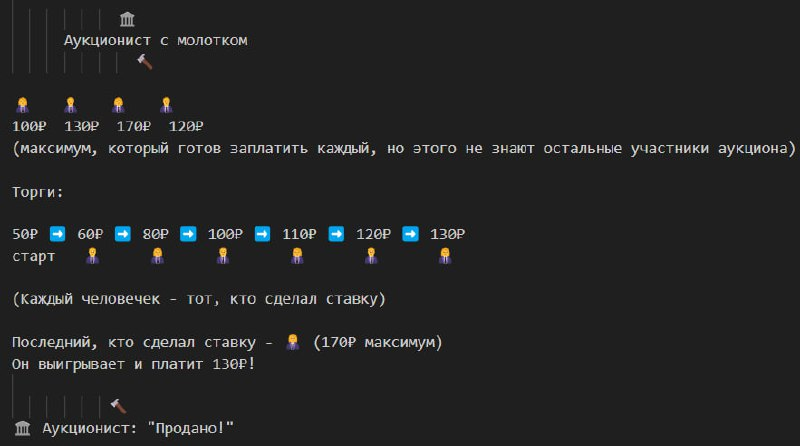 Аукционист с молотком
100₽ 130₽ 170₽ 120₽
(максимум, который готов заплатить каждый, но этого не знают остальные участники аукциона)
Торги:
50₽ ➡️ 60₽ ➡️ 80₽ ➡️ 100₽ ➡️ 110₽ ➡️ 120₽ ➡️ 130₽
старт
(Каждый человечек - тот, кто сделал ставку)
Последний, кто сделал ставку - (170₽ максимум)
Он выигрывает и платит 130₽!
Аукционист: "Продано!"